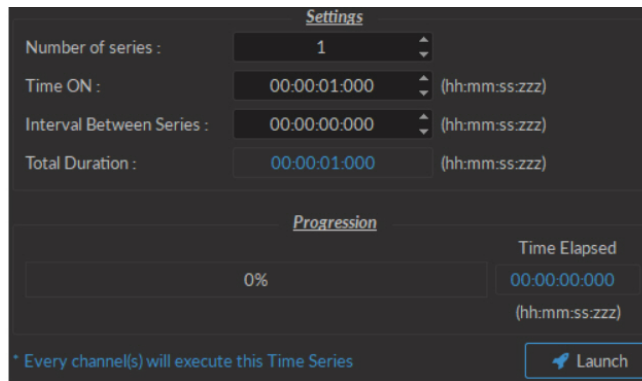 Settings
Number of series : 1
Time ON : 00:00:01:000 (hh:mm:ss:zzz)
Interval Between Series : 00:00:00:000 (hh:mm:ss:zzz)
Total Duration : 00:00:01:000 (hh:mm:ss:zzz)
Progression
Time Elapsed
0% 00:00:00:000
(hh:mm:ss:zzz)
* Every channel(s) will execute this Time Series Launch